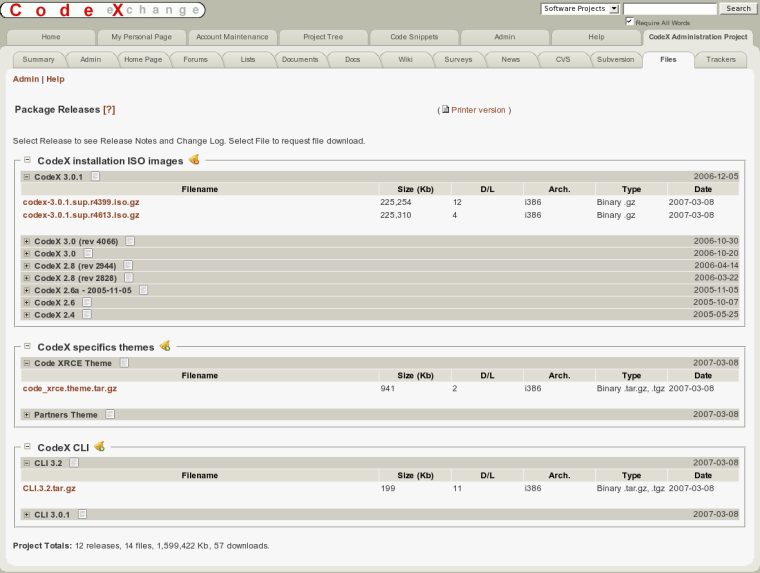 Code eXchange
Software Projects Search
Require All Words
Home My Personal Page Account Maintenance Project Tree Code Snippets Admin Help CodeX Administration Project
Summary Admin Home Page Forums Lists Documents Docs Wiki Surveys News CVS Subversion Files Trackers
Admin | Help
Package Releases [?] ( Printer version )
Select Release to see Release Notes and Change Log. Select File to request file download.
CodeX installation ISO images
CodeX 3.0.1 2006-12-05
Filename Size (Kb) D/L Arch. Type Date
codex-3.0.1.sup.r4399.iso.gz 225,254 12 i386 Binary .gz 2007-03-08
codex-3.0.1.sup.r4613.iso.gz 225,310 4 i386 Binary .gz 2007-03-08
CodeX 3.0 (rev 4066) 2006-10-30
CodeX 3.0 2006-10-20
CodeX 2.8 (rev 2944) 2006-04-14
CodeX 2.8 (rev 2828) 2006-03-22
CodeX 2.6a - 2005-11-05 2005-11-05
CodeX 2.6 2005-10-07
CodeX 2.4 2005-05-25
CodeX specifics themes
Code XRCE Theme 2007-03-08
Filename Size (Kb) D/L Arch. Type Date
code_xrce.theme.tar.gz 941 2 i386 Binary .tar.gz, .tgz 2007-03-08
Partners Theme 2007-03-08
CodeX CLI
CLI 3.2 2007-03-08
Filename Size (Kb) D/L Arch. Type Date
CLI.3.2.tar.gz 199 11 i386 Binary .tar.gz, .tgz 2007-03-08
CLI 3.0.1 2007-03-08
Project Totals: 12 releases, 14 files, 1,599,422 Kb, 57 downloads.